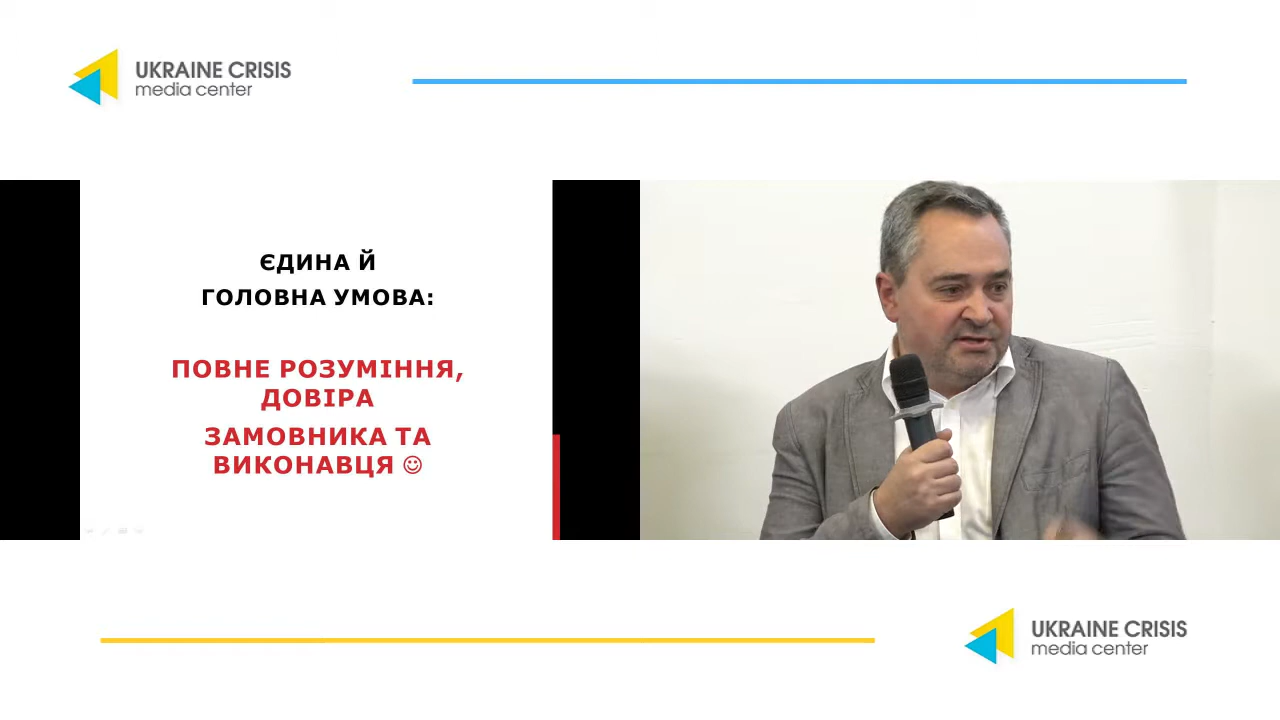 UKRAINE CRISIS
media center
ЄДИНА Й
ГОЛОВНА УМОВА:
ПОВНЕ РОЗУМІННЯ,
ДОВІРА
ЗАМОВНИКА ТА
ВИКОНАВЦЯ ☺
UKRAINE CRISIS
media center